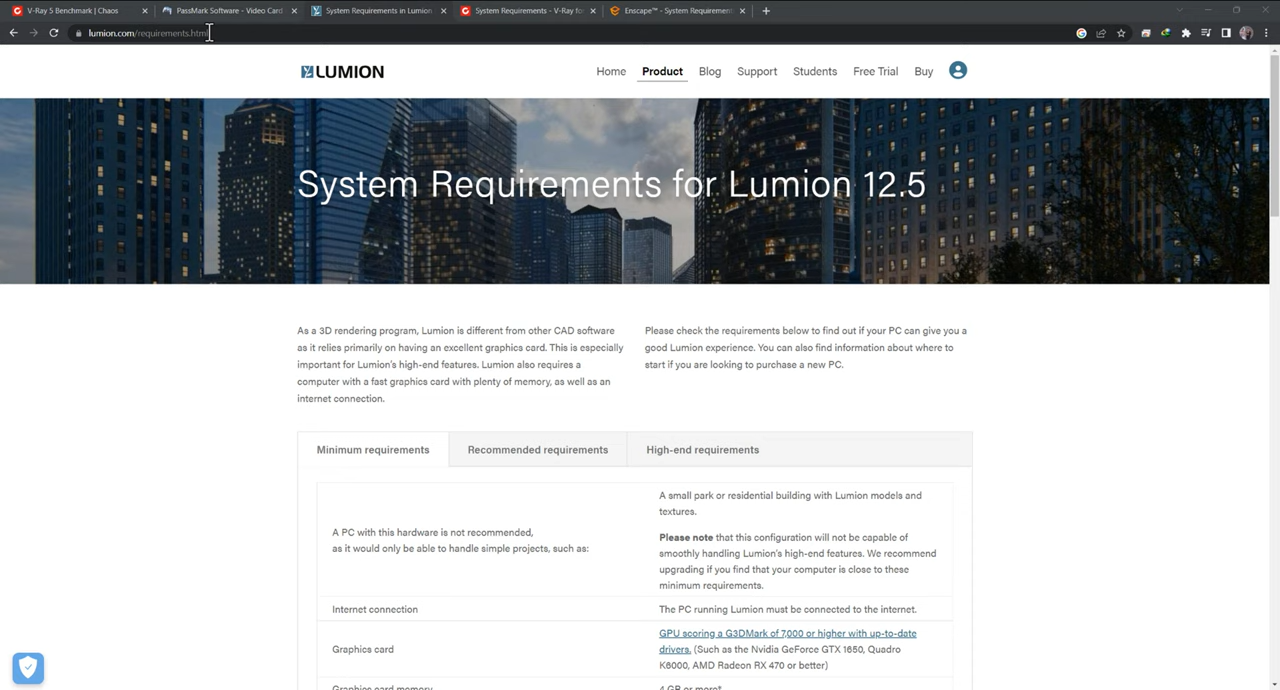 V-Ray 5 Benchmark | Chaos
PassMark Software - Video Card
System Requirements in Lumion
System Requirements - V-Ray fo
Enscape™ - System Requirement
lumion.com/requirements.html
LUMION
Home Product Blog Support Students Free Trial Buy
System Requirements for Lumion 12.5
As a 3D rendering program, Lumion is different from other CAD software
as it relies primarily on having an excellent graphics card. This is especially
important for Lumion's high-end features. Lumion also requires a
computer with a fast graphics card with plenty of memory, as well as an
internet connection.
Please check the requirements below to find out if your PC can give you a
good Lumion experience. You can also find information about where to
start if you are looking to purchase a new PC.
Minimum requirements Recommended requirements High-end requirements
A PC with this hardware is not recommended,
as it would only be able to handle simple projects, such as:
A small park or residential building with Lumion models and
textures.
Please note that this configuration will not be capable of
smoothly handling Lumion's high-end features. We recommend
upgrading if you find that your computer is close to these
minimum requirements.
Internet connection
The PC running Lumion must be connected to the internet.
Graphics card
GPU scoring a G3DMark of 7,000 or higher with up-to-date
drivers. (Such as the Nvidia GeForce GTX 1650, Quadro
K6000, AMD Radeon RX 470 or better)
Graphics card memory
4 GB or more*